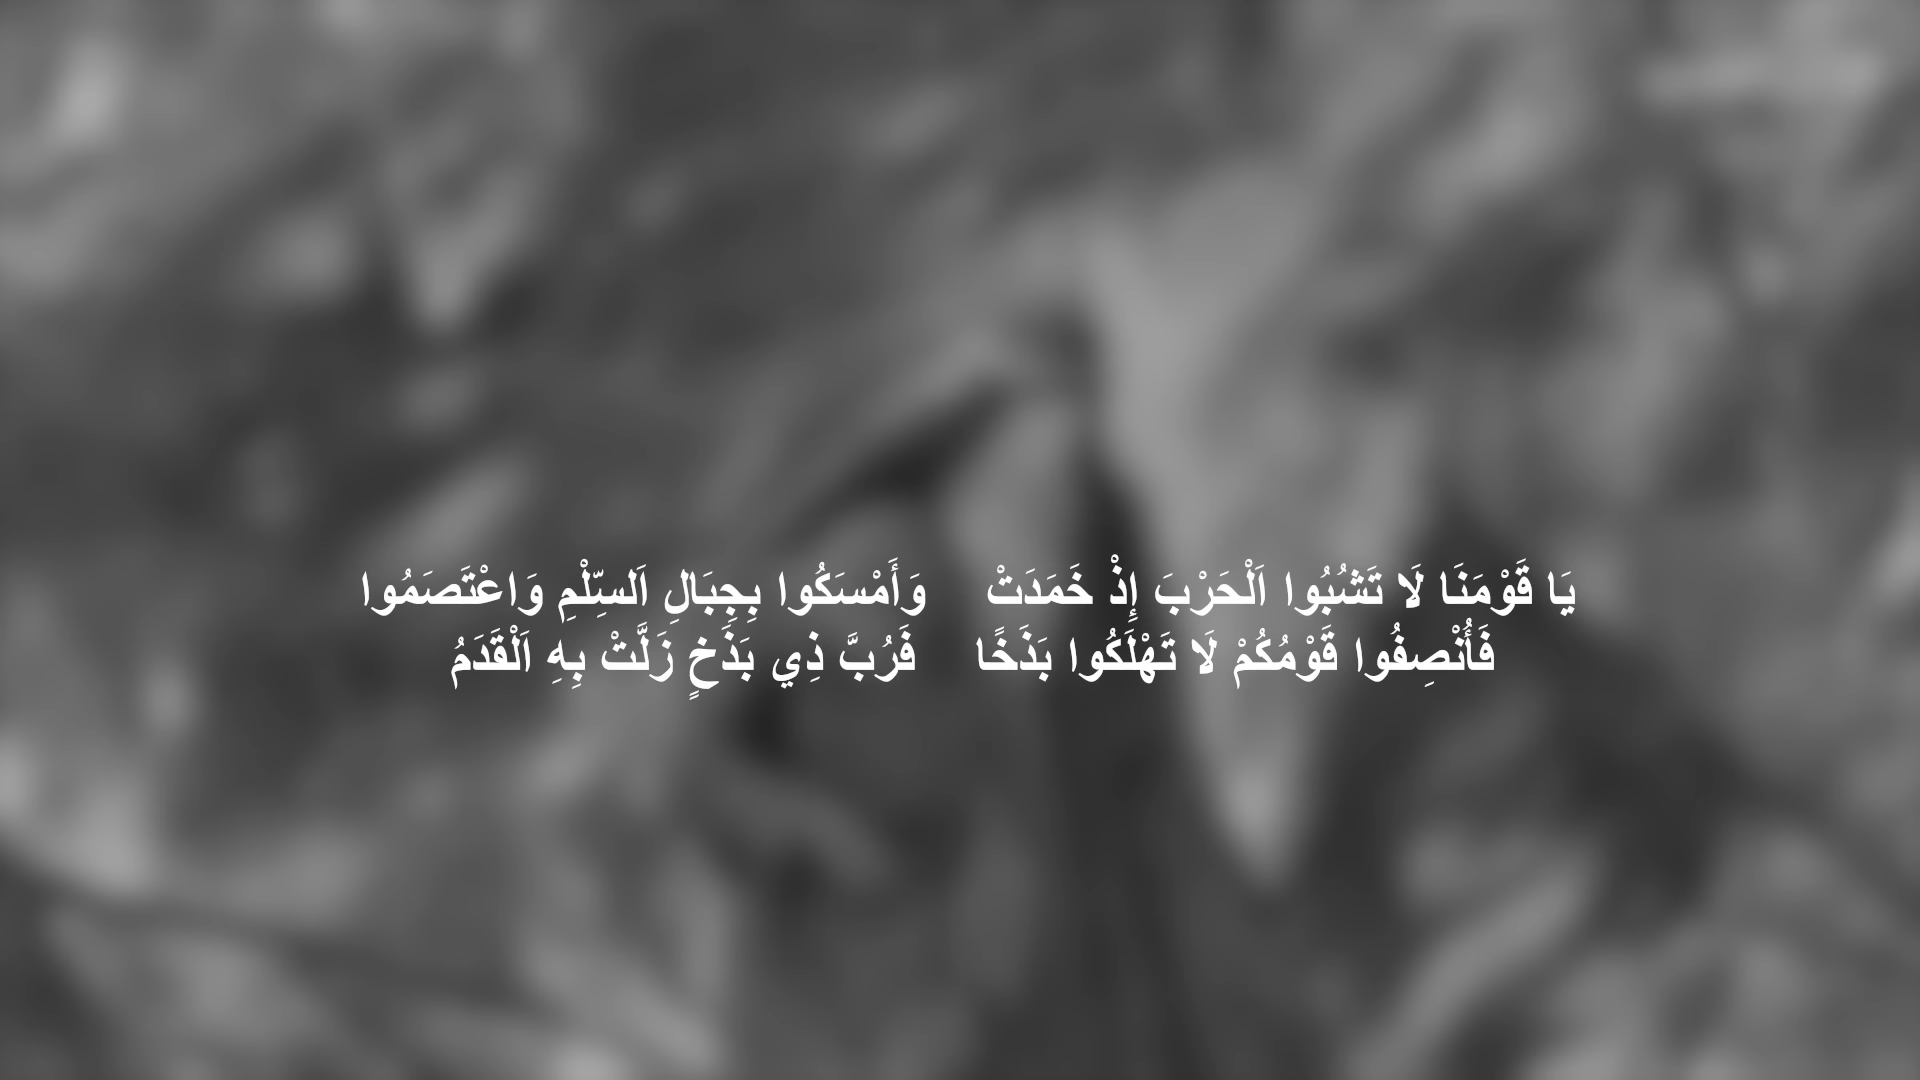 يَا قَوْمَنَا لَا تَشُبُوا اَلْحَرْبَ إِذْ خَمَدَتْ وَأَمْسَكُوا بِجِبَالِ اَلسِّلْمِ وَاعْتَصَمُوا
فَأُنْصِفُوا قَوْمُكُمْ لَا تَهْلَكُوا بَذَخًا فَرُبَّ ذِي بَذَخٍ زَلَّتْ بِهِ اَلْقَدَمُ